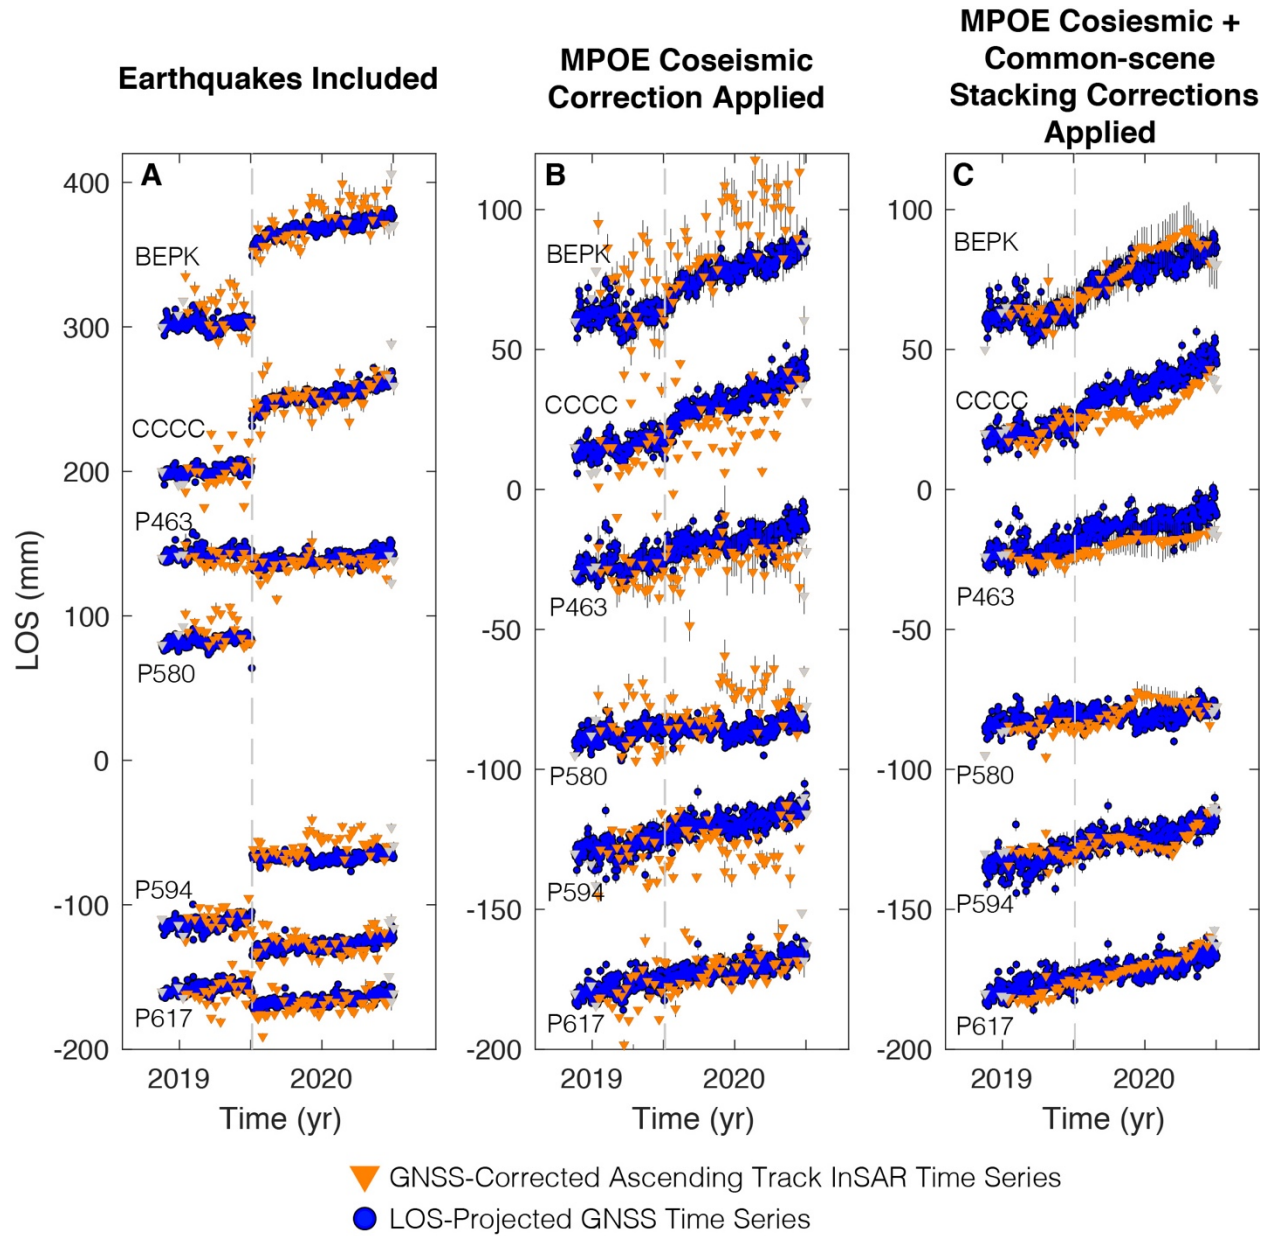 Earthquakes Included
MPOE Coseismic
Correction Applied
MPOE Cosiesmic +
Common-scene
Stacking Corrections
Applied
LOS (mm)
A
400
300
200
100
0
-100
-200
BEPK
CCCC
P463
P580
P594
P617
2019
2020
Time (yr)
B
100
50
0
-50
-100
-150
-200
BEPK
CCCC
P463
P580
P594
P617
2019
2020
Time (yr)
C
100
50
0
-50
-100
-150
-200
BEPK
CCCC
P463
P580
P594
P617
2019
2020
Time (yr)
GNSS-Corrected Ascending Track InSAR Time Series
LOS-Projected GNSS Time Series